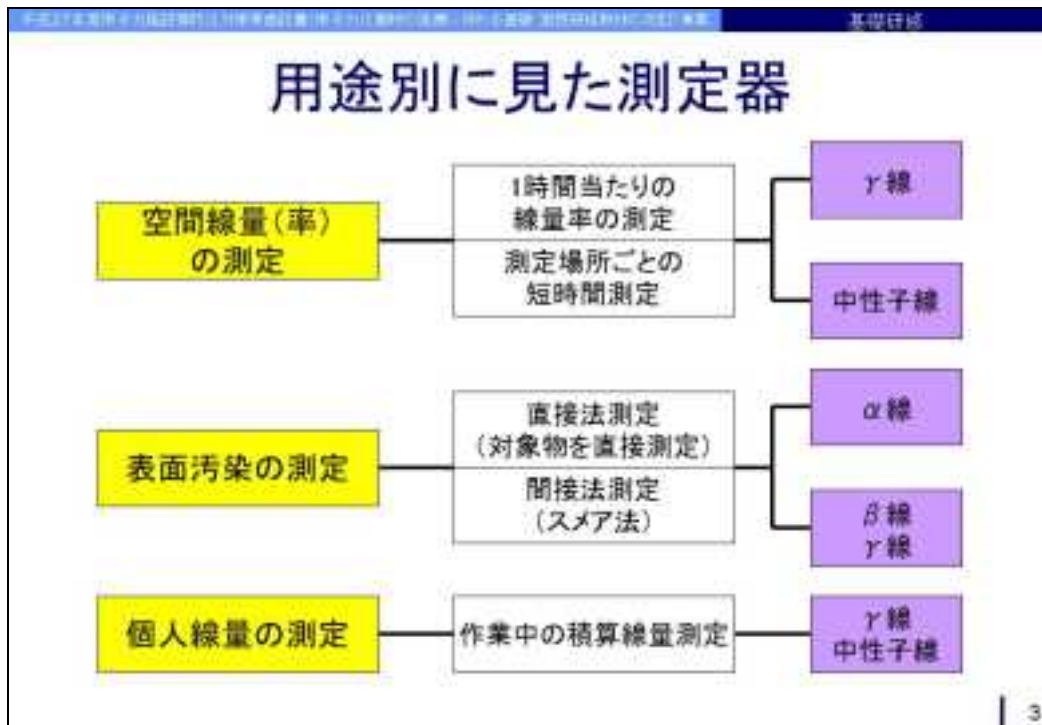 基礎研修
用途別に見た測定器
空間線量(率)
の測定
1時間当たりの
線量率の測定
測定場所ごとの
短時間測定
γ線
中性子線
表面汚染の測定
直接法測定
(対象物を直接測定)
間接法測定
(スメア法)
α線
β線
γ線
個人線量の測定
作業中の積算線量測定
γ線
中性子線
3